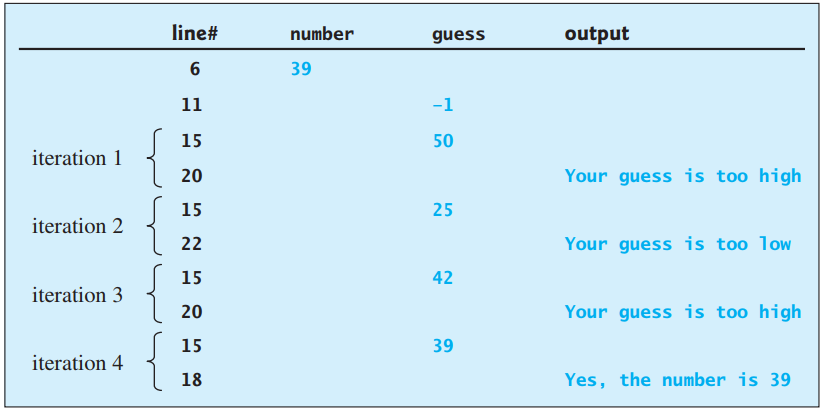 line# number guess output
6 39
11 -1
iteration 1
15 50
20 Your guess is too high
iteration 2
15 25
22 Your guess is too low
iteration 3
15 42
20 Your guess is too high
iteration 4
15 39
18 Yes, the number is 39